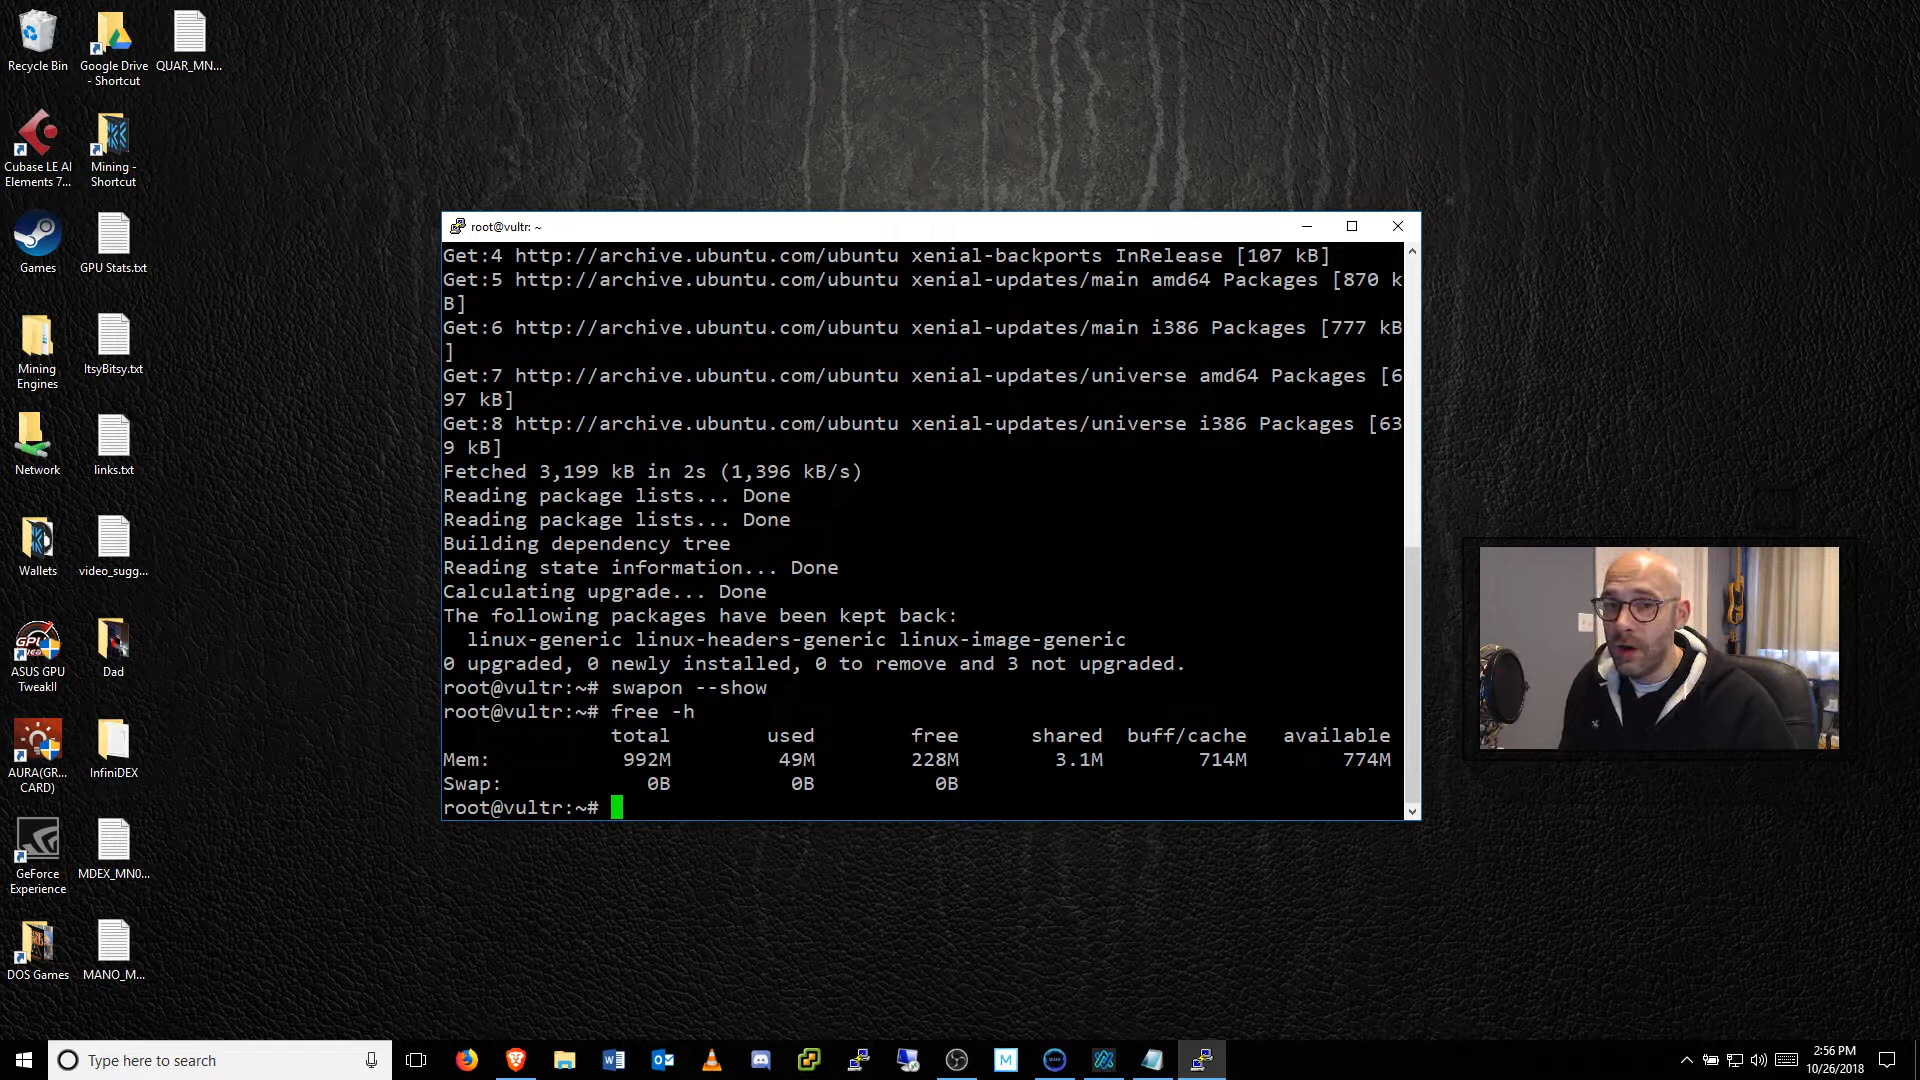 Recycle Bin
Google Drive
- Shortcut
QUAR_MN...
Cubase LE AI
Elements 7...
Mining -
Shortcut
Games
GPU Stats.txt
Mining
Engines
ItsyBitsy.txt
Network
links.txt
Wallets
video_sugg...
ASUS GPU
TweakII
Dad
AURA(GR...
CARD)
InfiniDEX
GeForce
Experience
MDEX_MN0...
DOS Games
MANO_M...
root@vultr: ~
Get:4 http://archive.ubuntu.com/ubuntu xenial-backports InRelease [107 kB]
Get:5 http://archive.ubuntu.com/ubuntu xenial-updates/main amd64 Packages [870 k
B]
Get:6 http://archive.ubuntu.com/ubuntu xenial-updates/main i386 Packages [777 kB
]
Get:7 http://archive.ubuntu.com/ubuntu xenial-updates/universe amd64 Packages [6
97 kB]
Get:8 http://archive.ubuntu.com/ubuntu xenial-updates/universe i386 Packages [63
9 kB]
Fetched 3,199 kB in 2s (1,396 kB/s)
Reading package lists... Done
Reading package lists... Done
Building dependency tree
Reading state information... Done
Calculating upgrade... Done
The following packages have been kept back:
linux-generic linux-headers-generic linux-image-generic
0 upgraded, 0 newly installed, 0 to remove and 3 not upgraded.
root@vultr:~# swapon --show
root@vultr:~# free -h
total used free shared buff/cache available
Mem: 992M 49M 228M 3.1M 714M 774M
Swap: 0B 0B 0B
root@vultr:~#
Type here to search
M
2:56 PM
10/26/2018